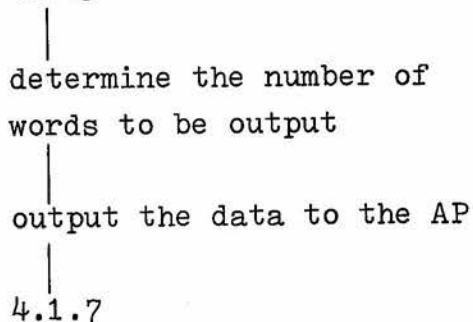 determine the number of
words to be output
output the data to the AP
4.1.7